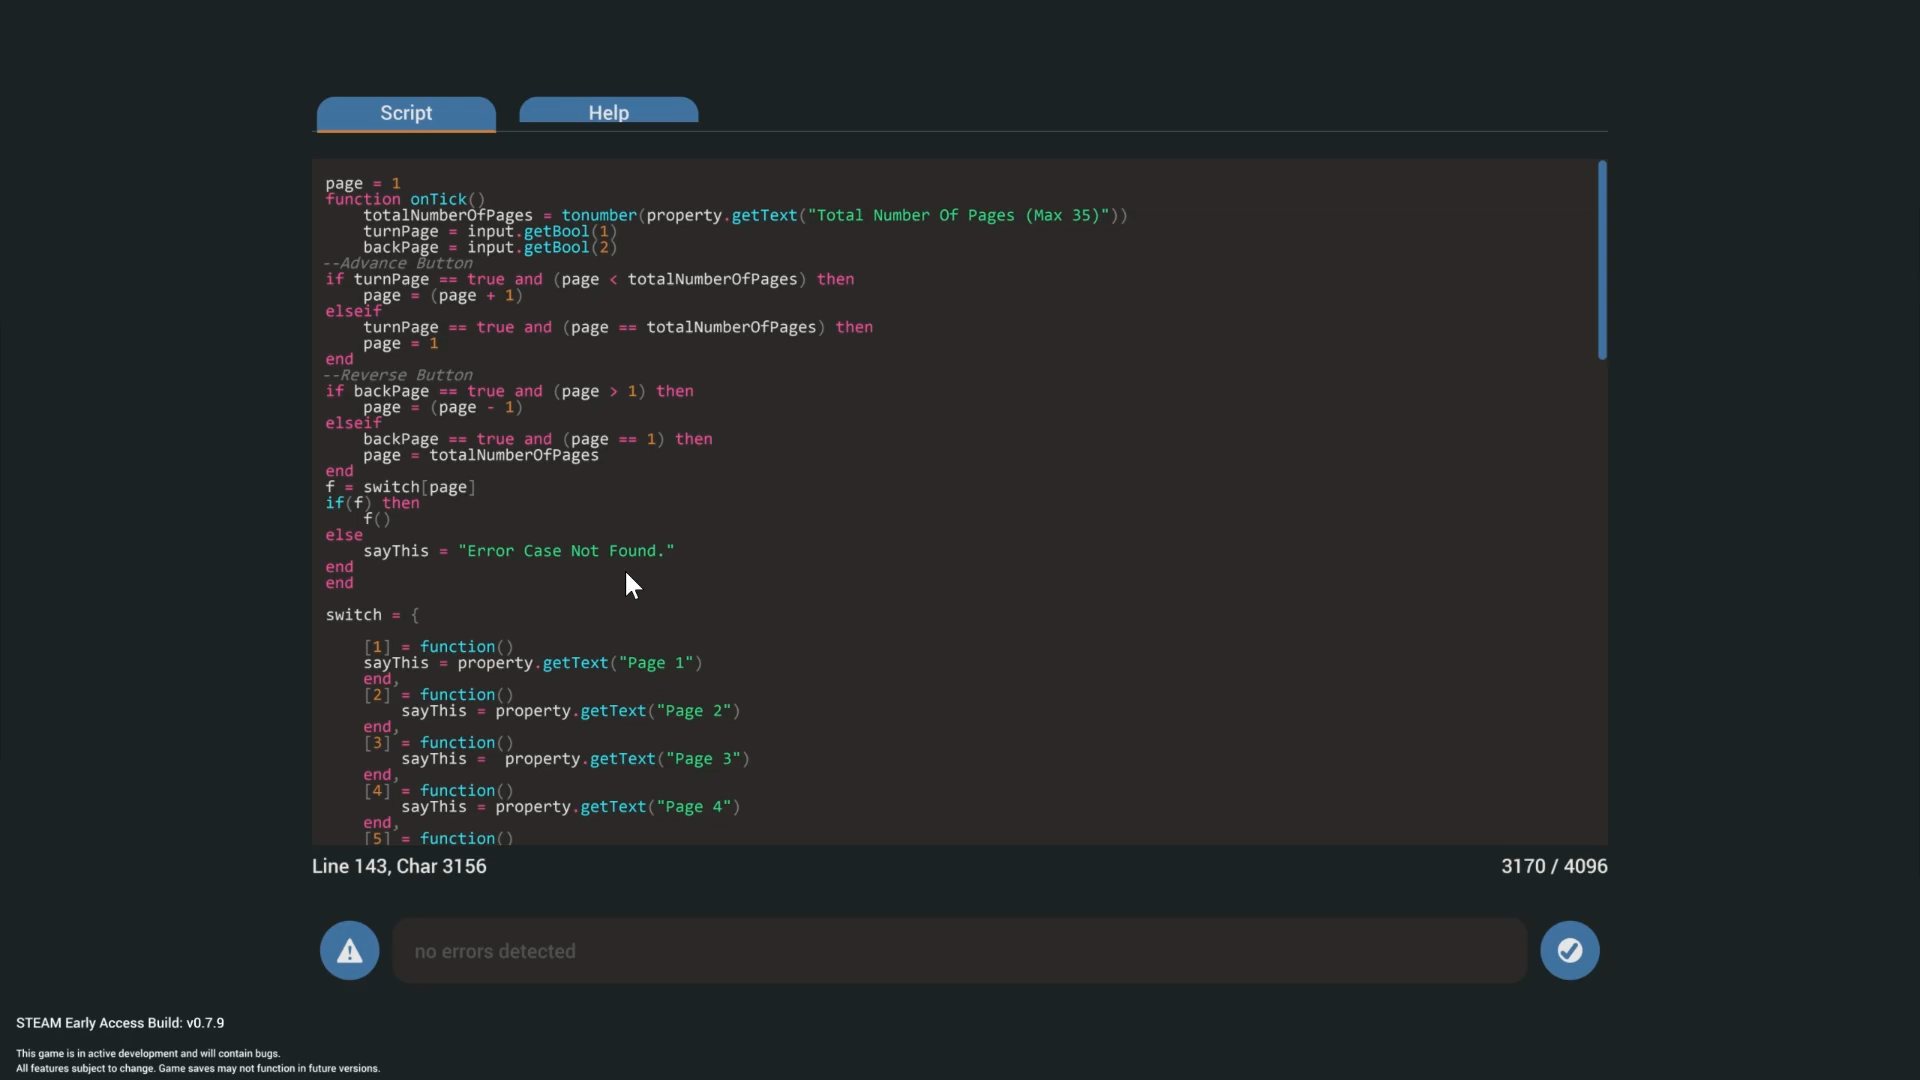 Script
Help
page = 1
function onTick()
    totalNumberOfPages = tonumber(property.getText("Total Number Of Pages (Max 35)"))
    turnPage = input.getBool(1)
    backPage = input.getBool(2)
--Advance Button
if turnPage == true and (page < totalNumberOfPages) then
    page = (page + 1)
elseif
    turnPage == true and (page == totalNumberOfPages) then
    page = 1
end
--Reverse Button
if backPage == true and (page > 1) then
    page = (page - 1)
elseif
    backPage == true and (page == 1) then
    page = totalNumberOfPages
end
f = switch[page]
if(f) then
    f()
else
    sayThis = "Error Case Not Found."
end
end
switch = {
    [1] = function()
    sayThis = property.getText("Page 1")
    end,
    [2] = function()
        sayThis = property.getText("Page 2")
    end,
    [3] = function()
        sayThis =  property.getText("Page 3")
    end,
    [4] = function()
        sayThis = property.getText("Page 4")
    end,
    [5] = function()
Line 143, Char 3156
3170 / 4096
no errors detected
STEAM Early Access Build: v0.7.9
This game is in active development and will contain bugs.
All features subject to change. Game saves may not function in future versions.